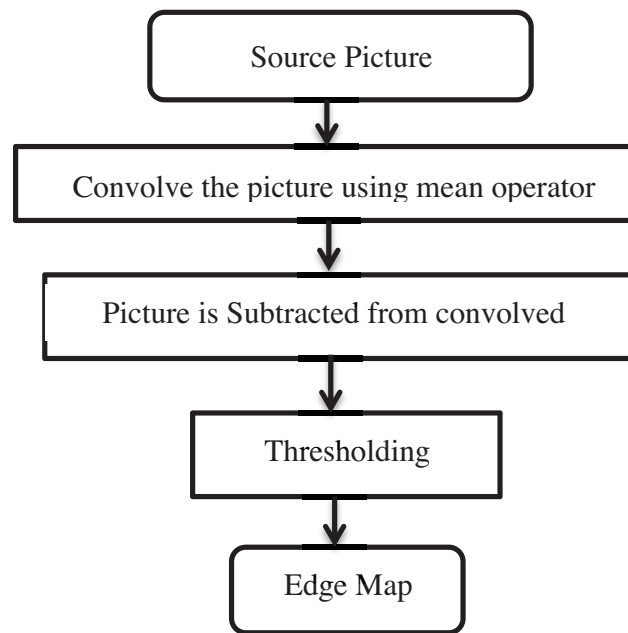 Source Picture
Convolve the picture using mean operator
Picture is Subtracted from convolved
Thresholding
Edge Map